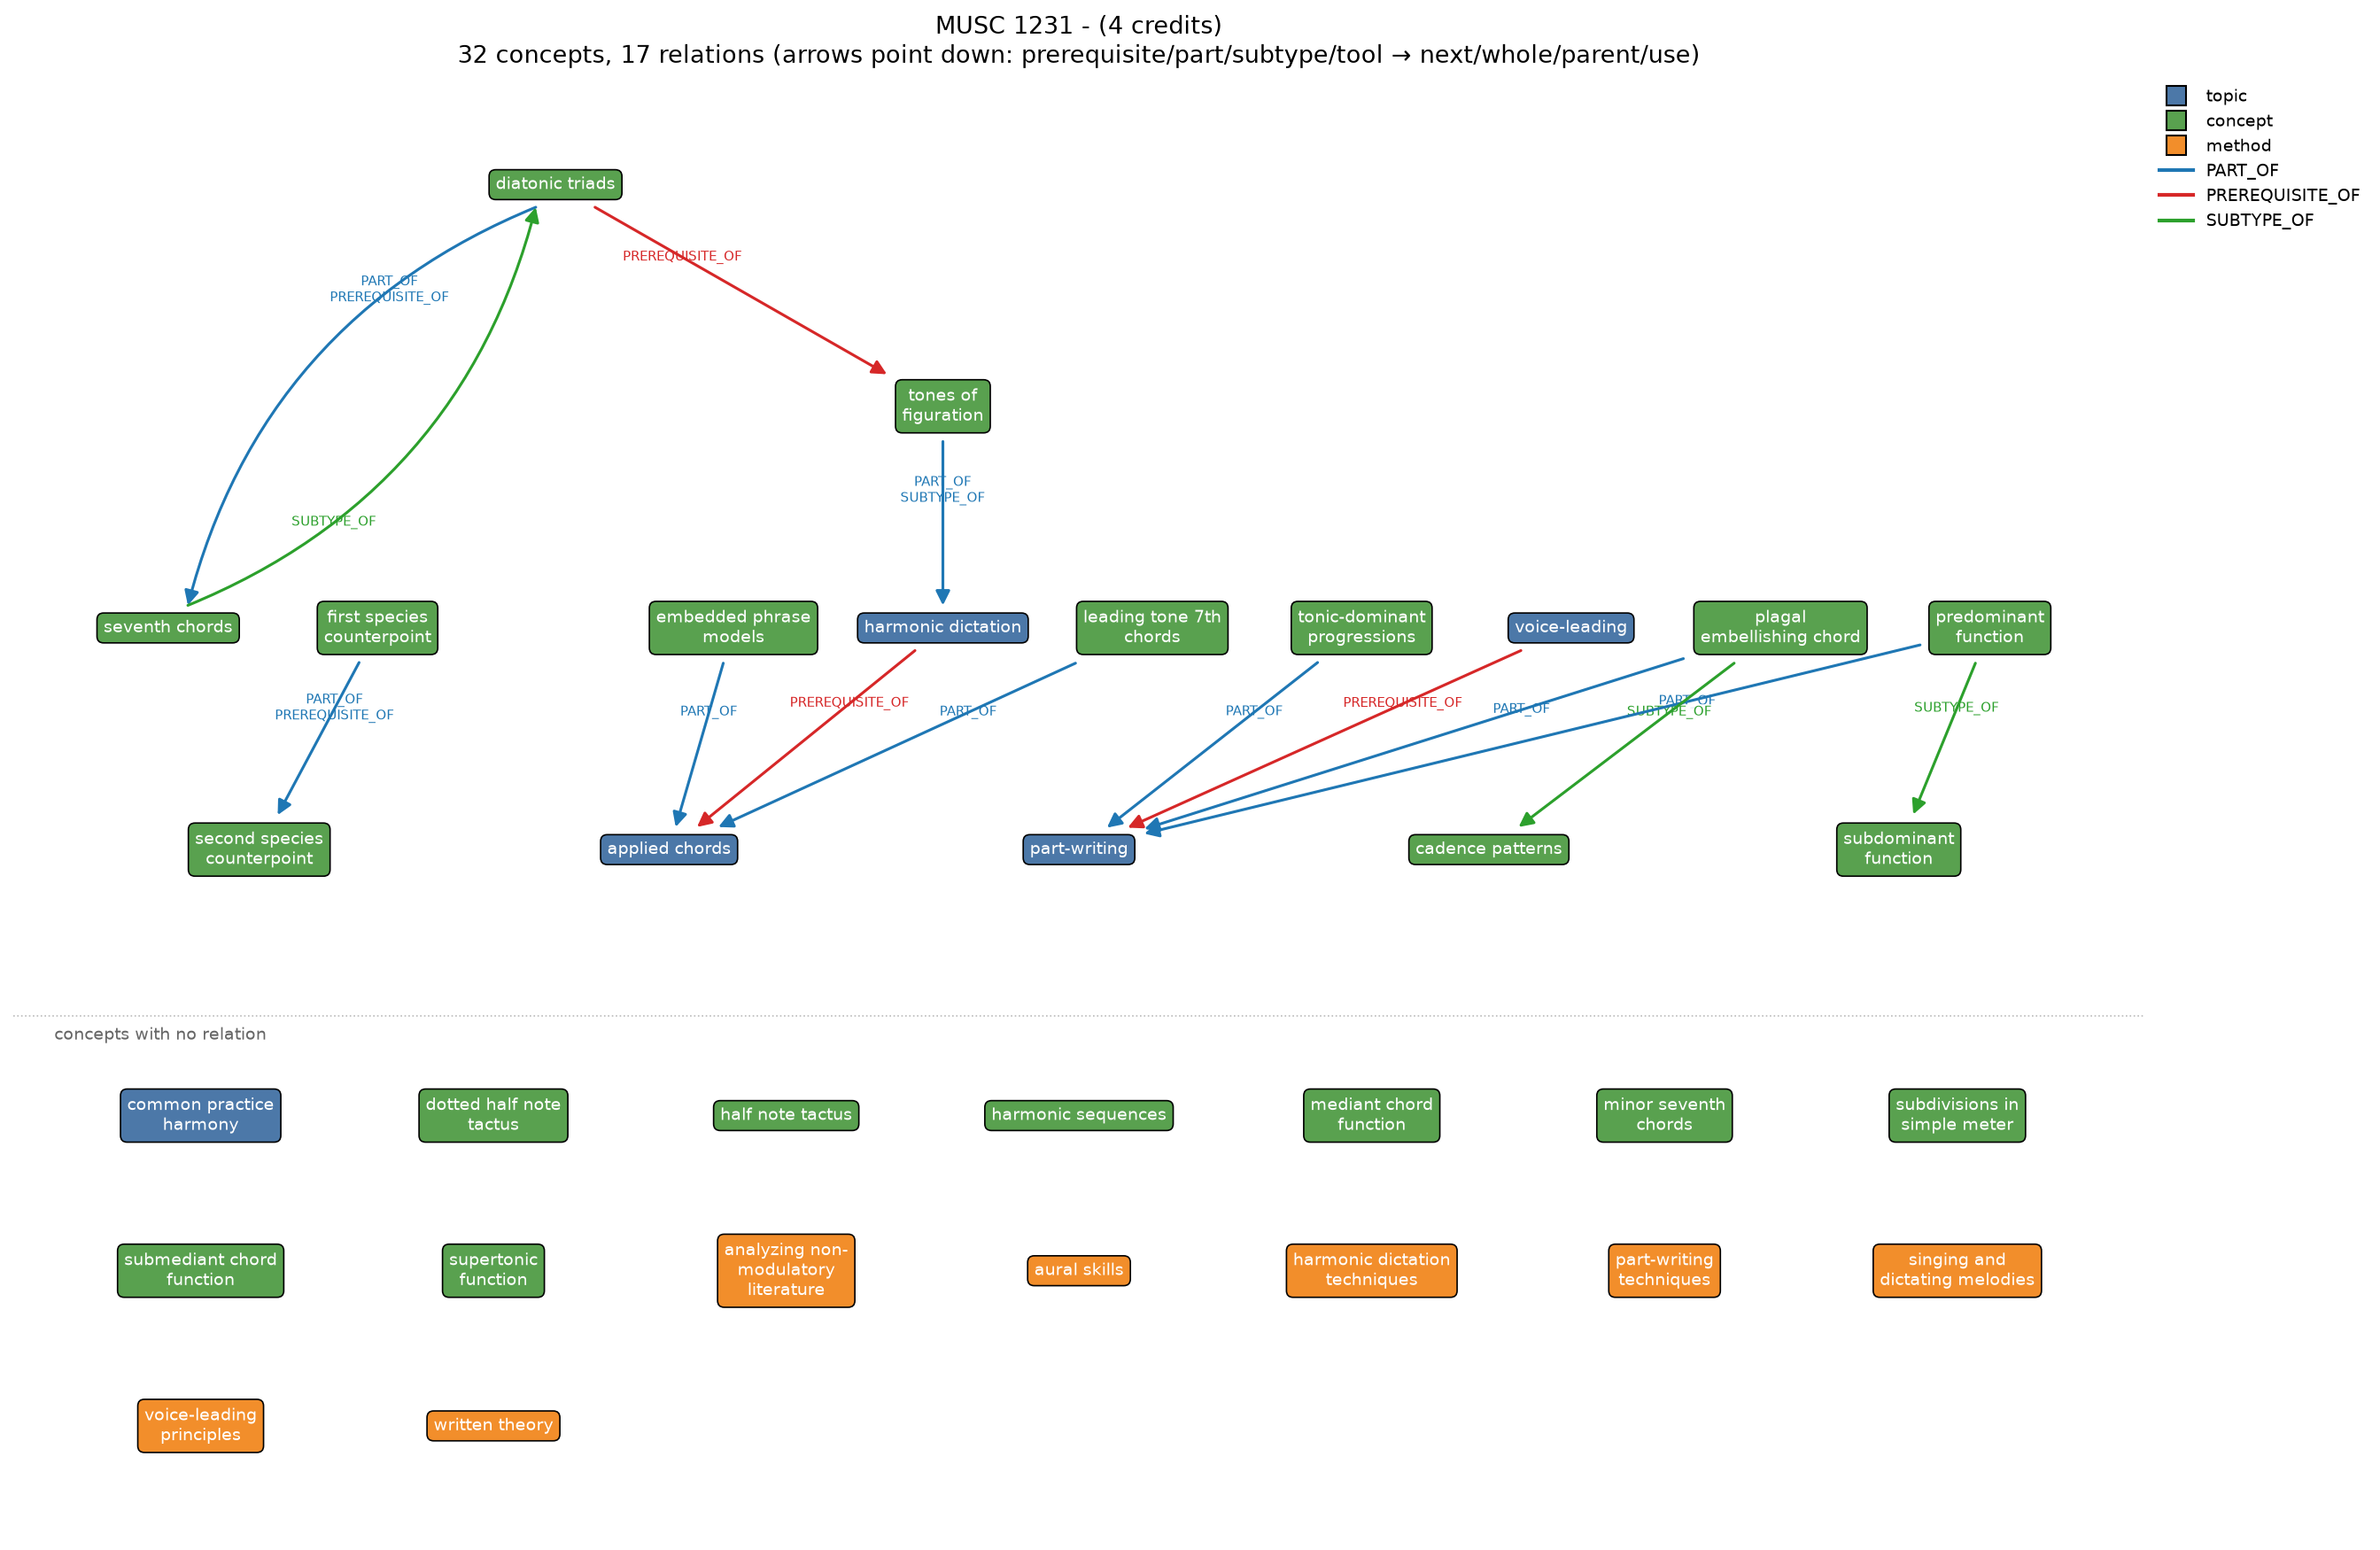 MUSC 1231 - (4 credits)
32 concepts, 17 relations (arrows point down: prerequisite/part/subtype/tool → next/whole/parent/use)
topic
concept
method
PART_OF
PREREQUISITE_OF
SUBTYPE_OF
diatonic triads
PREREQUISITE_OF
PART_OF
PREREQUISITE_OF
tones of
figuration
PART_OF
SUBTYPE_OF
SUBTYPE_OF
seventh chords
first species
counterpoint
embedded phrase
models
harmonic dictation
leading tone 7th
chords
tonic-dominant
progressions
voice-leading
plagal
embellishing chord
predominant
function
PART_OF
PREREQUISITE_OF
PART_OF
PREREQUISITE_OF
PART_OF
PART_OF
PREREQUISITE_OF
PART_OF
PART_OF
SUBTYPE_OF
SUBTYPE_OF
second species
counterpoint
applied chords
part-writing
cadence patterns
subdominant
function
concepts with no relation
common practice
harmony
dotted half note
tactus
half note tactus
harmonic sequences
mediant chord
function
minor seventh
chords
subdivisions in
simple meter
submediant chord
function
supertonic
function
analyzing non-
modulatory
literature
aural skills
harmonic dictation
techniques
part-writing
techniques
singing and
dictating melodies
voice-leading
principles
written theory